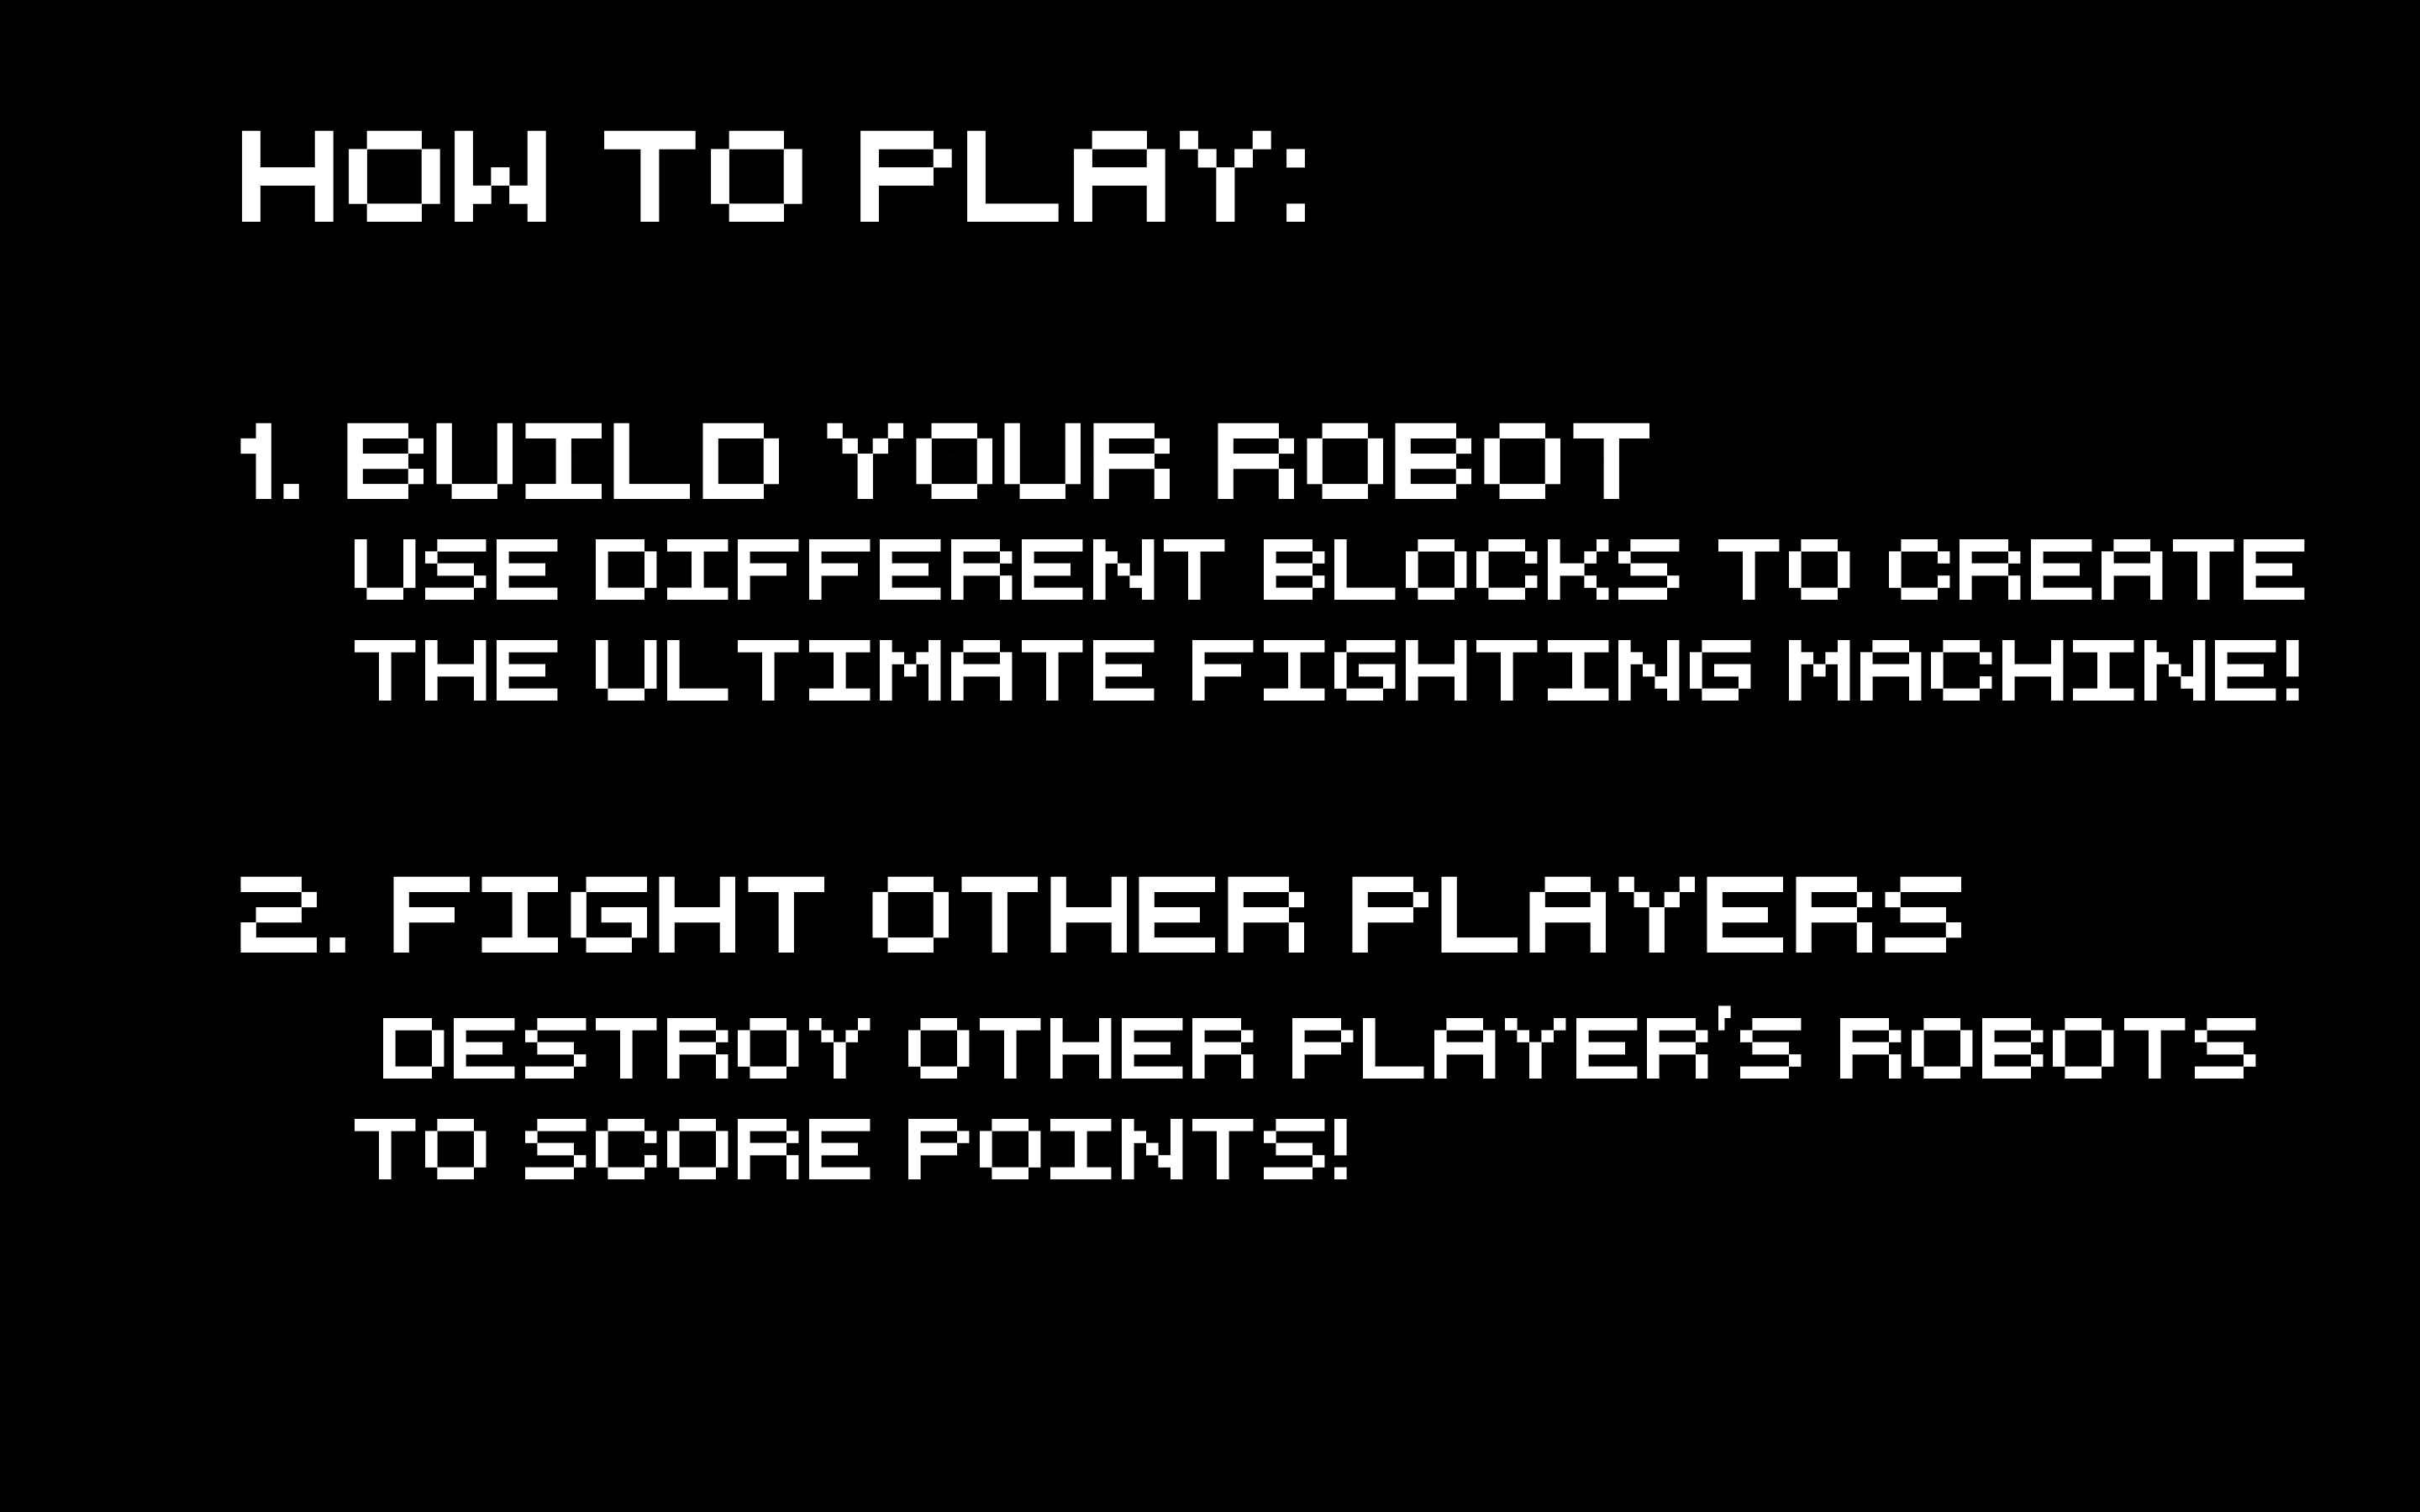 HOW TO PLAY:
1. BUILD YOUR ROBOT
USE DIFFERENT BLOCKS TO CREATE
THE ULTIMATE FIGHTING MACHINE!
2. FIGHT OTHER PLAYERS
DESTROY OTHER PLAYER'S ROBOTS
TO SCORE POINTS!